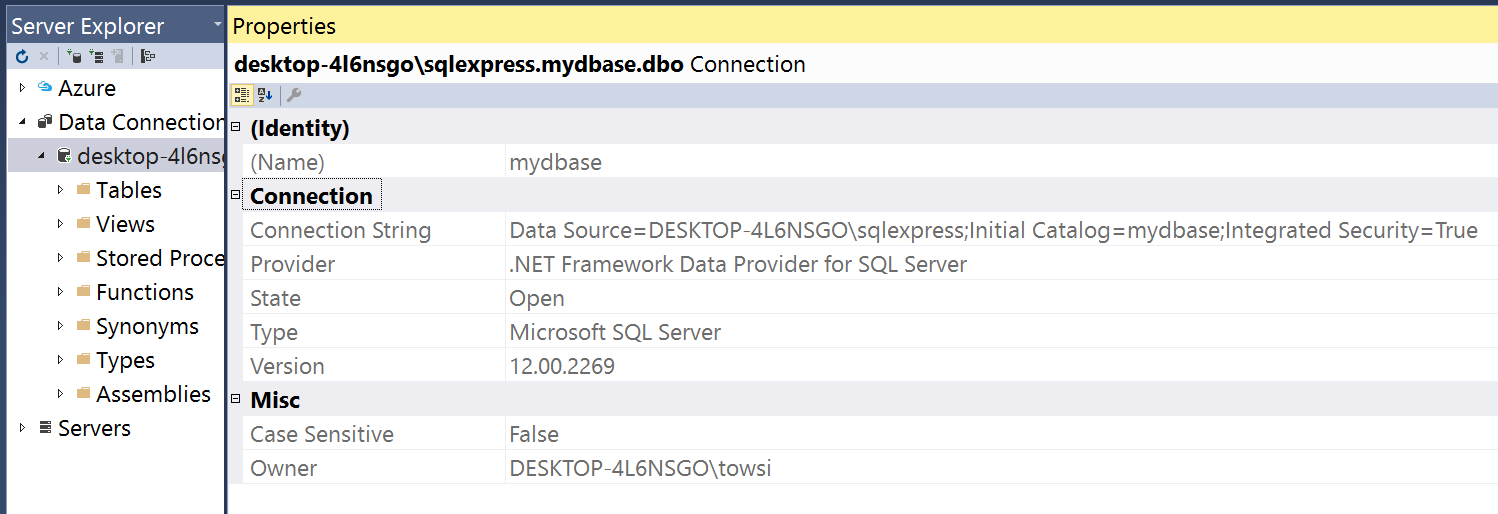 Server Explorer
Azure
Data Connection
desktop-4l6ns
Tables
Views
Stored Proce
Functions
Synonyms
Types
Assemblies
Servers
Properties
desktop-4l6nsgo\sqlexpress.mydbase.dbo Connection
(Identity)
(Name) mydbase
Connection
Connection String Data Source=DESKTOP-4L6NSGO\sqlexpress;Initial Catalog=mydbase;Integrated Security=True
Provider .NET Framework Data Provider for SQL Server
State Open
Type Microsoft SQL Server
Version 12.00.2269
Misc
Case Sensitive False
Owner DESKTOP-4L6NSGO\towsi